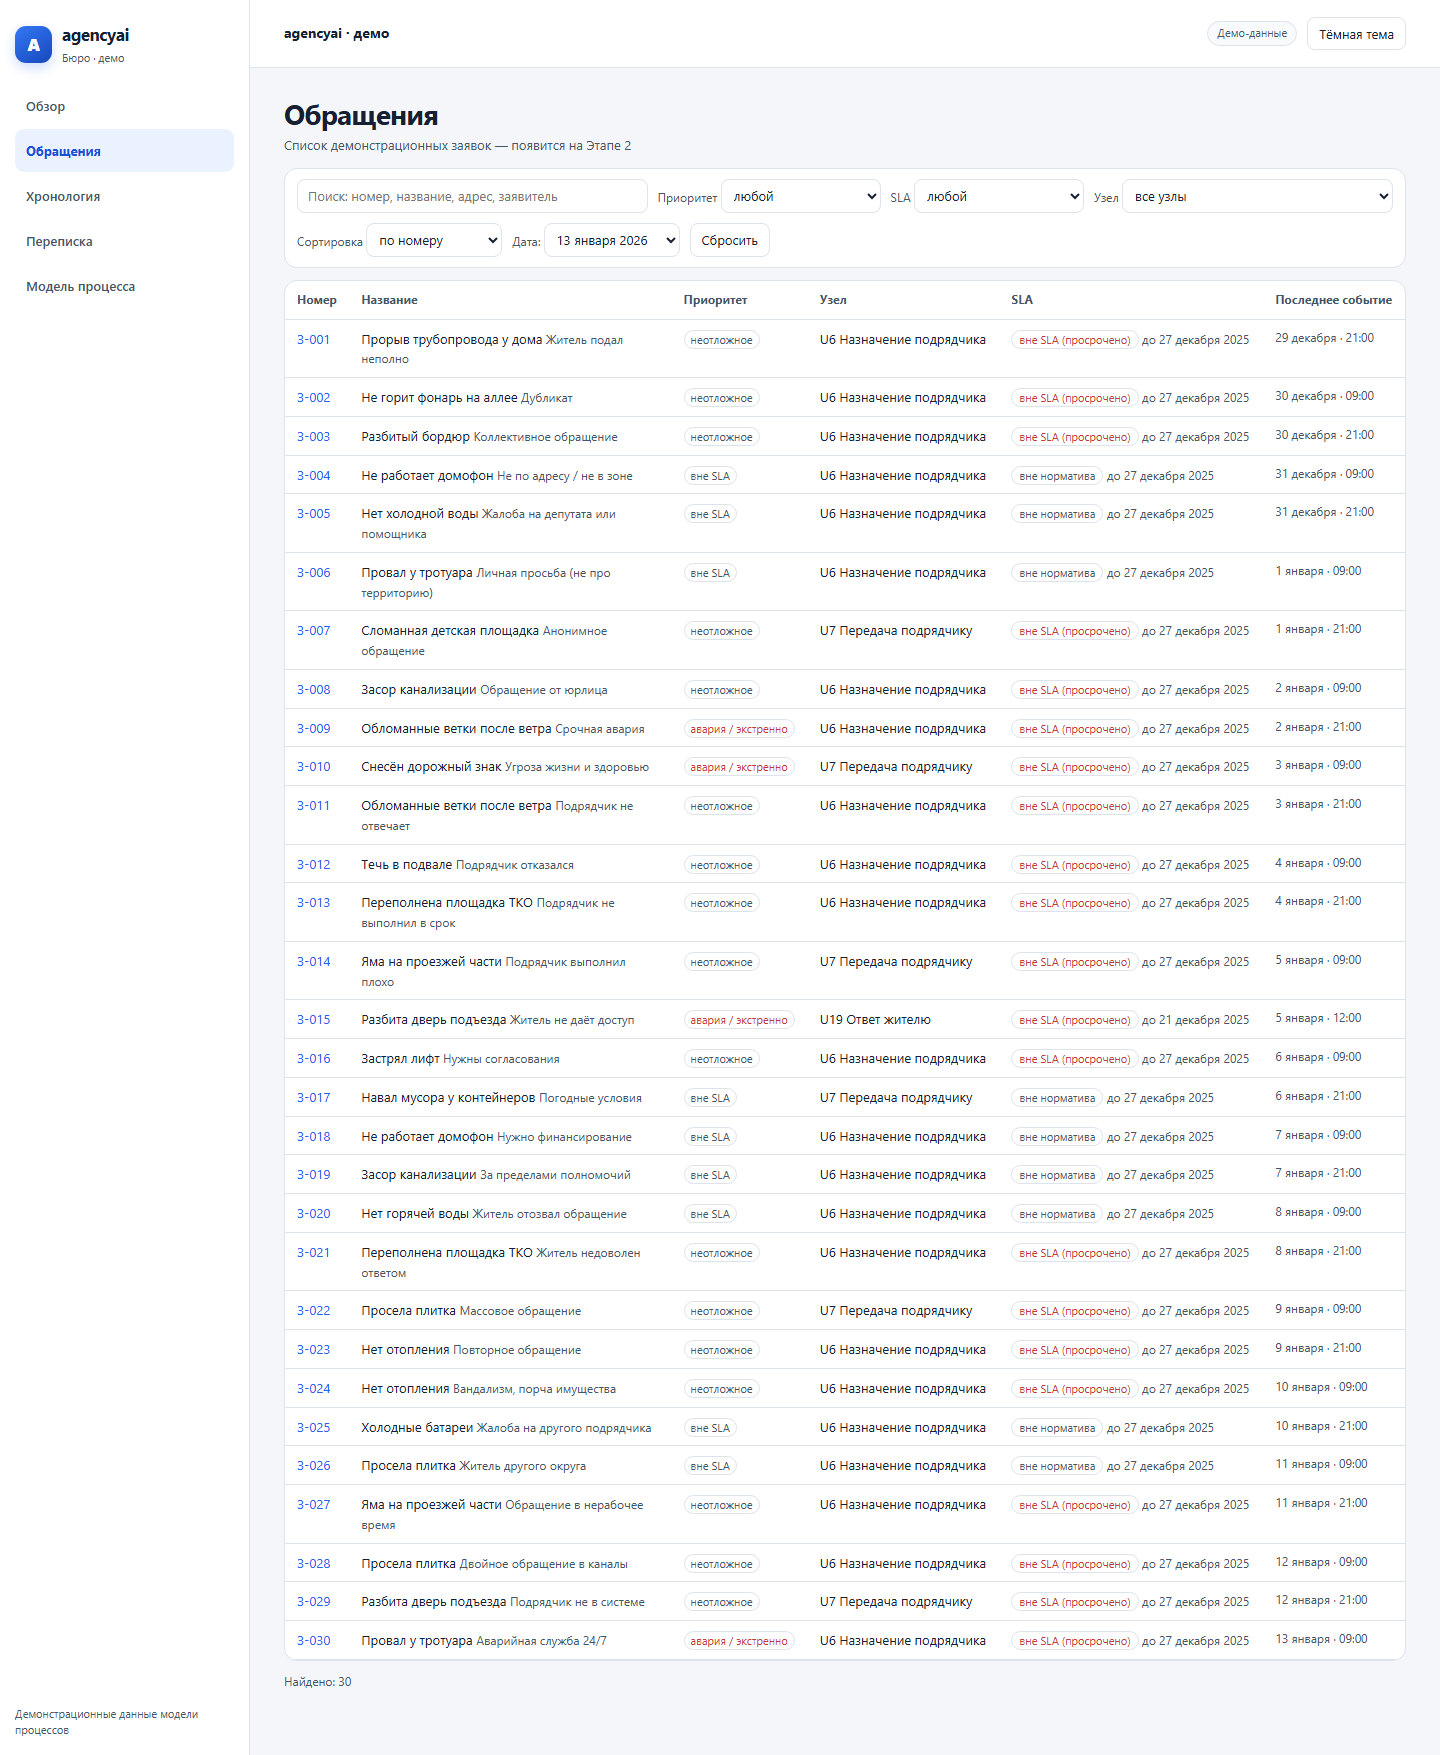 A
agencyai
Бюро · демо
Обзор
Обращения
Хронология
Переписка
Модель процесса
Демонстрационные данные модели
процессов
agencyai · демо
Демо-данные
Тёмная тема
Обращения
Список демонстрационных заявок — появится на Этапе 2
Поиск: номер, название, адрес, заявитель Приоритет любой SLA любой Узел все узлы
Сортировка по номеру Дата: 13 января 2026 Сбросить
Номер Название Приоритет Узел SLA Последнее событие
З-001 Прорыв трубопровода у дома Житель подал неотложное U6 Назначение подрядчика вне SLA (просрочено) до 27 декабря 2025 29 декабря · 21:00
неполно
З-002 Не горит фонарь на аллее Дубликат неотложное U6 Назначение подрядчика вне SLA (просрочено) до 27 декабря 2025 30 декабря · 09:00
З-003 Разбитый бордюр Коллективное обращение неотложное U6 Назначение подрядчика вне SLA (просрочено) до 27 декабря 2025 30 декабря · 21:00
З-004 Не работает домофон Не по адресу / не в зоне вне SLA U6 Назначение подрядчика вне норматива до 27 декабря 2025 31 декабря · 09:00
З-005 Нет холодной воды Жалоба на депутата или вне SLA U6 Назначение подрядчика вне норматива до 27 декабря 2025 31 декабря · 21:00
помощника
З-006 Провал у тротуара Личная просьба (не про вне SLA U6 Назначение подрядчика вне норматива до 27 декабря 2025 1 января · 09:00
территорию)
З-007 Сломанная детская площадка Анонимное неотложное U7 Передача подрядчику вне SLA (просрочено) до 27 декабря 2025 1 января · 21:00
обращение
З-008 Засор канализации Обращение от юрлица неотложное U6 Назначение подрядчика вне SLA (просрочено) до 27 декабря 2025 2 января · 09:00
З-009 Обломанные ветки после ветра Срочная авария авария / экстренно U6 Назначение подрядчика вне SLA (просрочено) до 27 декабря 2025 2 января · 21:00
З-010 Снесён дорожный знак Угроза жизни и здоровью авария / экстренно U7 Передача подрядчику вне SLA (просрочено) до 27 декабря 2025 3 января · 09:00
З-011 Обломанные ветки после ветра Подрядчик не неотложное U6 Назначение подрядчика вне SLA (просрочено) до 27 декабря 2025 3 января · 21:00
отвечает
З-012 Течь в подвале Подрядчик отказался неотложное U6 Назначение подрядчика вне SLA (просрочено) до 27 декабря 2025 4 января · 09:00
З-013 Переполнена площадка ТКО Подрядчик не неотложное U6 Назначение подрядчика вне SLA (просрочено) до 27 декабря 2025 4 января · 21:00
выполнил в срок
З-014 Яма на проезжей части Подрядчик выполнил неотложное U7 Передача подрядчику вне SLA (просрочено) до 27 декабря 2025 5 января · 09:00
плохо
З-015 Разбита дверь подъезда Житель не даёт доступ авария / экстренно U19 Ответ жителю вне SLA (просрочено) до 21 декабря 2025 5 января · 12:00
З-016 Застрял лифт Нужны согласования неотложное U6 Назначение подрядчика вне SLA (просрочено) до 27 декабря 2025 6 января · 09:00
З-017 Навал мусора у контейнеров Погодные условия вне SLA U7 Передача подрядчику вне норматива до 27 декабря 2025 6 января · 21:00
З-018 Не работает домофон Нужно финансирование вне SLA U6 Назначение подрядчика вне норматива до 27 декабря 2025 7 января · 09:00
З-019 Засор канализации За пределами полномочий вне SLA U6 Назначение подрядчика вне норматива до 27 декабря 2025 7 января · 21:00
З-020 Нет горячей воды Житель отозвал обращение вне SLA U6 Назначение подрядчика вне норматива до 27 декабря 2025 8 января · 09:00
З-021 Переполнена площадка ТКО Житель недоволен неотложное U6 Назначение подрядчика вне SLA (просрочено) до 27 декабря 2025 8 января · 21:00
ответом
З-022 Просела плитка Массовое обращение неотложное U7 Передача подрядчику вне SLA (просрочено) до 27 декабря 2025 9 января · 09:00
З-023 Нет отопления Повторное обращение неотложное U6 Назначение подрядчика вне SLA (просрочено) до 27 декабря 2025 9 января · 21:00
З-024 Нет отопления Вандализм, порча имущества неотложное U6 Назначение подрядчика вне SLA (просрочено) до 27 декабря 2025 10 января · 09:00
З-025 Холодные батареи Жалоба на другого подрядчика вне SLA U6 Назначение подрядчика вне норматива до 27 декабря 2025 10 января · 21:00
З-026 Просела плитка Житель другого округа вне SLA U6 Назначение подрядчика вне норматива до 27 декабря 2025 11 января · 09:00
З-027 Яма на проезжей части Обращение в нерабочее неотложное U6 Назначение подрядчика вне SLA (просрочено) до 27 декабря 2025 11 января · 21:00
время
З-028 Просела плитка Двойное обращение в каналы неотложное U6 Назначение подрядчика вне SLA (просрочено) до 27 декабря 2025 12 января · 09:00
З-029 Разбита дверь подъезда Подрядчик не в системе неотложное U7 Передача подрядчику вне SLA (просрочено) до 27 декабря 2025 12 января · 21:00
З-030 Провал у тротуара Аварийная служба 24/7 авария / экстренно U6 Назначение подрядчика вне SLA (просрочено) до 27 декабря 2025 13 января · 09:00
Найдено: 30